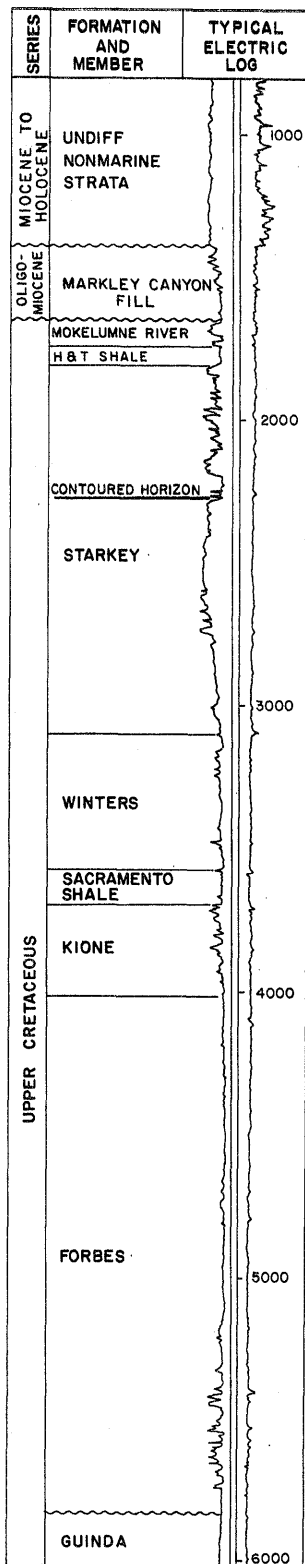 SERIES
FORMATION
AND
MEMBER
TYPICAL
ELECTRIC
LOG
MIOCENE TO
HOLOCENE
UNDIFF
NONMARINE
STRATA
1000
OLIGO-
MIOCENE
MARKLEY CANYON
FILL
MOKELUMNE RIVER
H & T SHALE
2000
CONTOURED HORIZON
STARKEY
3000
WINTERS
SACRAMENTO
SHALE
KIONE
4000
UPPER CRETACEOUS
FORBES
5000
GUINDA
6000